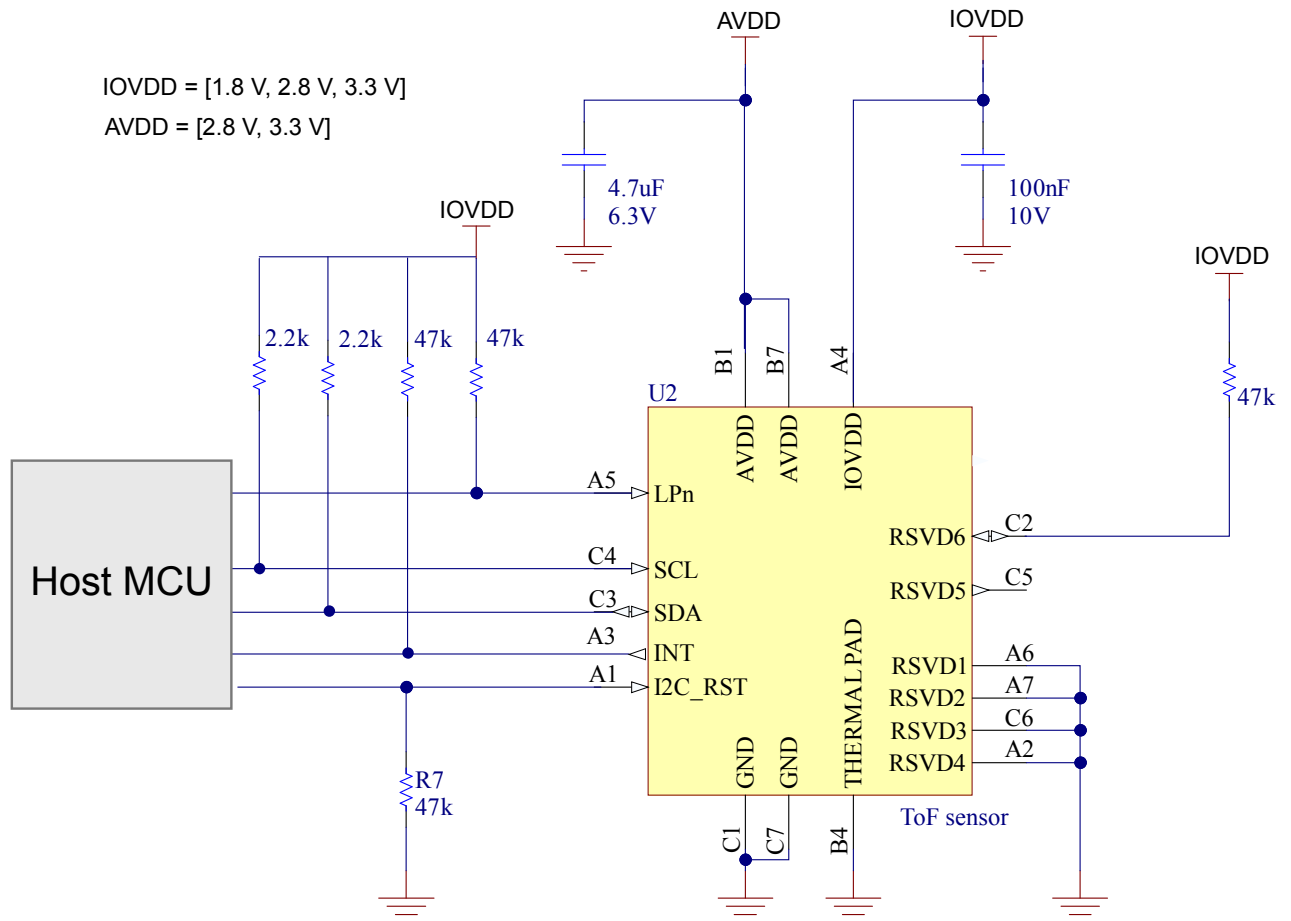 AVDD
IOVDD
IOVDD = [1.8 V, 2.8 V, 3.3 V]
AVDD = [2.8 V, 3.3 V]
4.7uF
6.3V
100nF
10V
IOVDD
IOVDD
2.2k
2.2k
47k
47k
47k
B1
B7
A4
U2
AVDD
AVDD
IOVDD
Host MCU
A5
LPn
C4
SCL
C3
SDA
A3
INT
A1
I2C_RST
RSVD6
C2
RSVD5
C5
RSVD1
A6
RSVD2
A7
RSVD3
C6
RSVD4
A2
GND
GND
THERMAL PAD
R7
47k
C1
C7
B4
ToF sensor